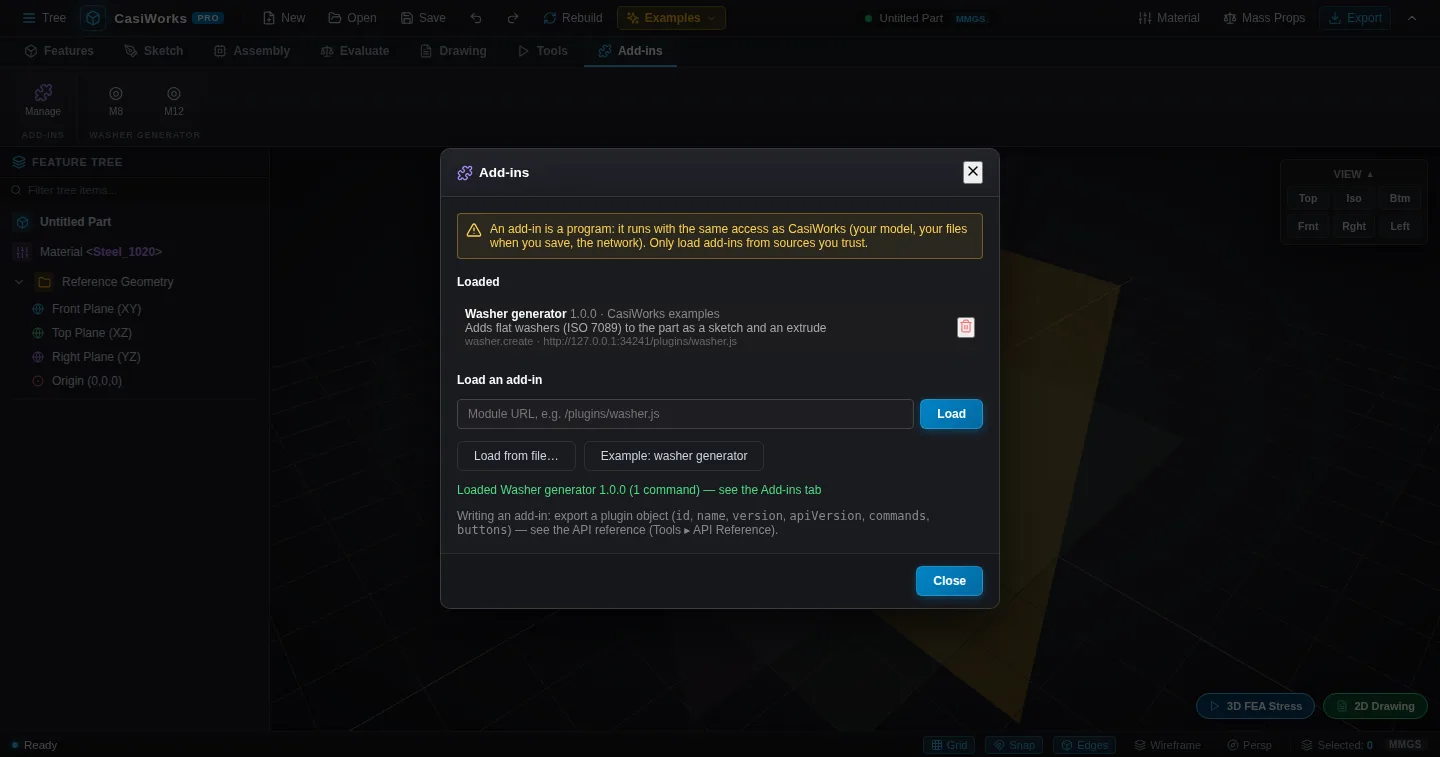 Tree CasiWorks PRO New Open Save Rebuild Examples Untitled Part MMGS Material Mass Props Export
Features Sketch Assembly Evaluate Drawing Tools Add-ins
Manage M8 M12
ADD-INS WASHER GENERATOR
FEATURE TREE
Filter tree items...
Untitled Part
Material <Steel_1020>
Reference Geometry
Front Plane (XY)
Top Plane (XZ)
Right Plane (YZ)
Origin (0,0,0)
Add-ins
An add-in is a program: it runs with the same access as CasiWorks (your model, your files
when you save, the network). Only load add-ins from sources you trust.
Loaded
Washer generator 1.0.0 · CasiWorks examples
Adds flat washers (ISO 7089) to the part as a sketch and an extrude
washer.create · http://127.0.0.1:34241/plugins/washer.js
Load an add-in
Module URL, e.g. /plugins/washer.js Load
Load from file… Example: washer generator
Loaded Washer generator 1.0.0 (1 command) — see the Add-ins tab
Writing an add-in: export a plugin object (id, name, version, apiVersion, commands,
buttons) — see the API reference (Tools ▸ API Reference).
Close
VIEW ▲
Top Iso Btm
Frnt Rght Left
3D FEA Stress 2D Drawing
Ready Grid Snap Edges Wireframe Persp Selected: 0 MMGS